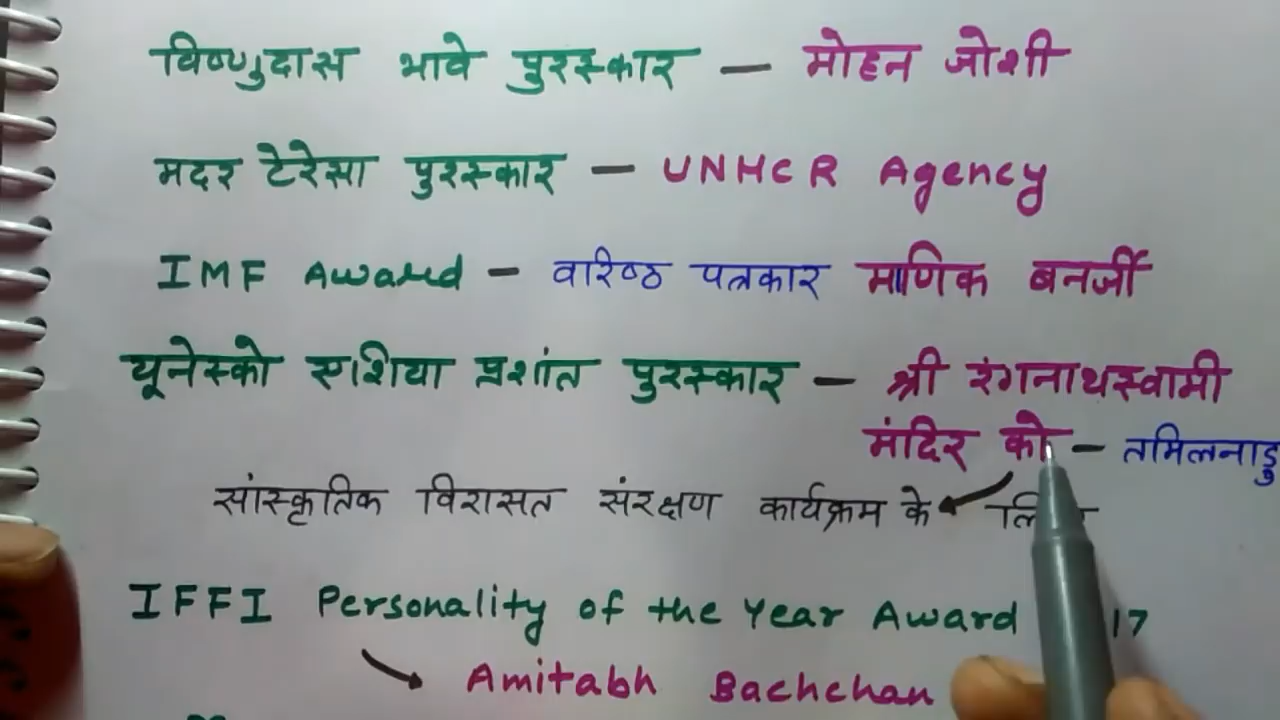 विष्णुदास भावे पुरस्कार — मोहन जोशी
मदर टेरेसा पुरस्कार — UNHCR Agency
IMF Award - वारिष्ठ पत्रकार माणिक बनर्जी
यूनेस्को एशिया प्रशांत पुरस्कार — श्री रंगनाथस्वामी
मंदिर को - तमिलनाडु
सांस्कृतिक विरासत संरक्षण कार्यक्रम के
IFFI Personality of the Year Award 17
Amitabh Bachchan